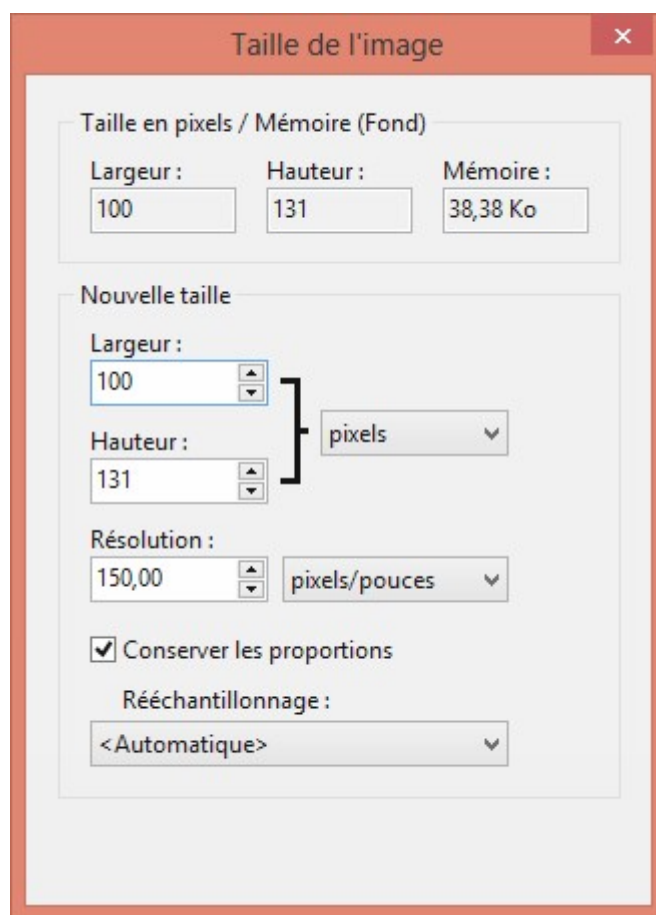 Taille de l'image
Taille en pixels / Mémoire (Fond)
Largeur : Hauteur : Mémoire :
100 131 38,38 Ko
Nouvelle taille
Largeur :
100
pixels
Hauteur :
131
Résolution :
150,00 pixels/pouces
Conserver les proportions
Rééchantillonnage :
<Automatique>